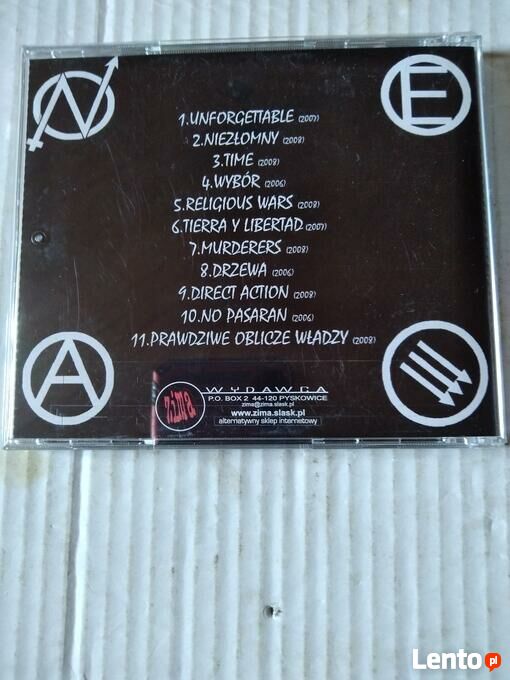 N
E
1.UNFORGETTABLE (2007)
2.NIEZŁOMNY (2008)
3.TIME (2008)
4.WYBÓR (2006)
5.RELIGIOUS WARS (2008)
6.TIERRA Y LIBERTAD (2007)
7.MURDERERS (2008)
8.DRZEWA (2006)
9.DIRECT ACTION (2008)
10.NO PASARAN (2006)
11.PRAWDZIWE OBLICZE WŁADZY (2008)
A
zima
WYDAWCA
P.O. BOX 2 44-120 PYSKOWICE
zima@zima.slask.pl
www.zima.slask.pl
alternatywny sklep internetowy
Lento pl